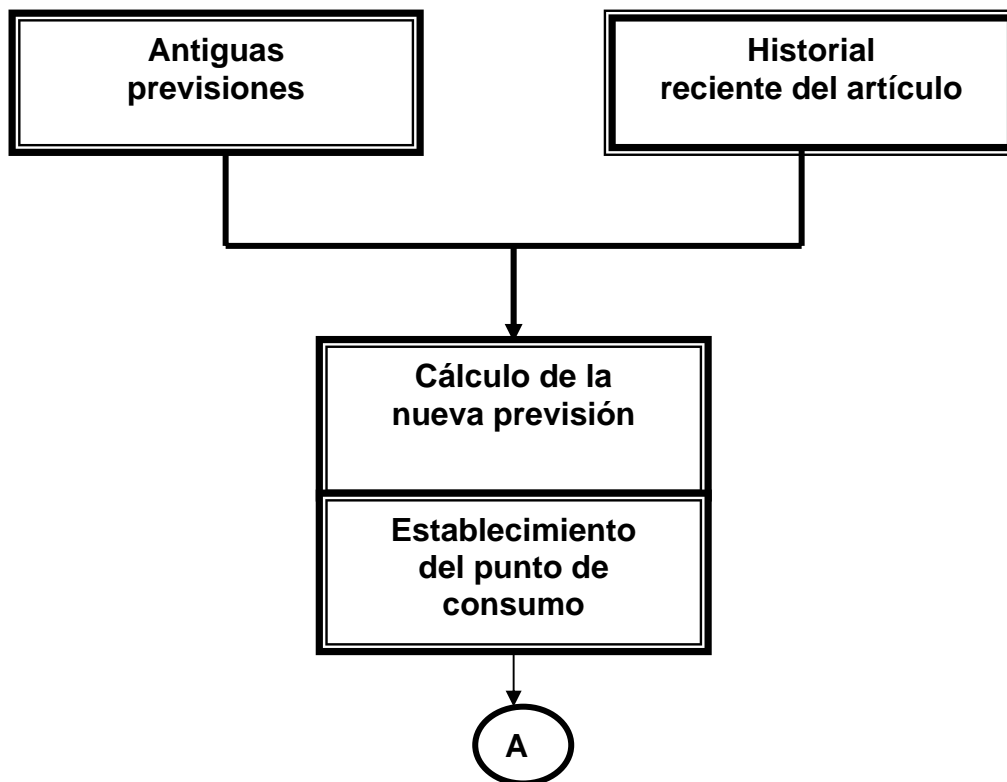 Antiguas
previsiones
Historial
reciente del artículo
Cálculo de la
nueva previsión
Establecimiento
del punto de
consumo
A